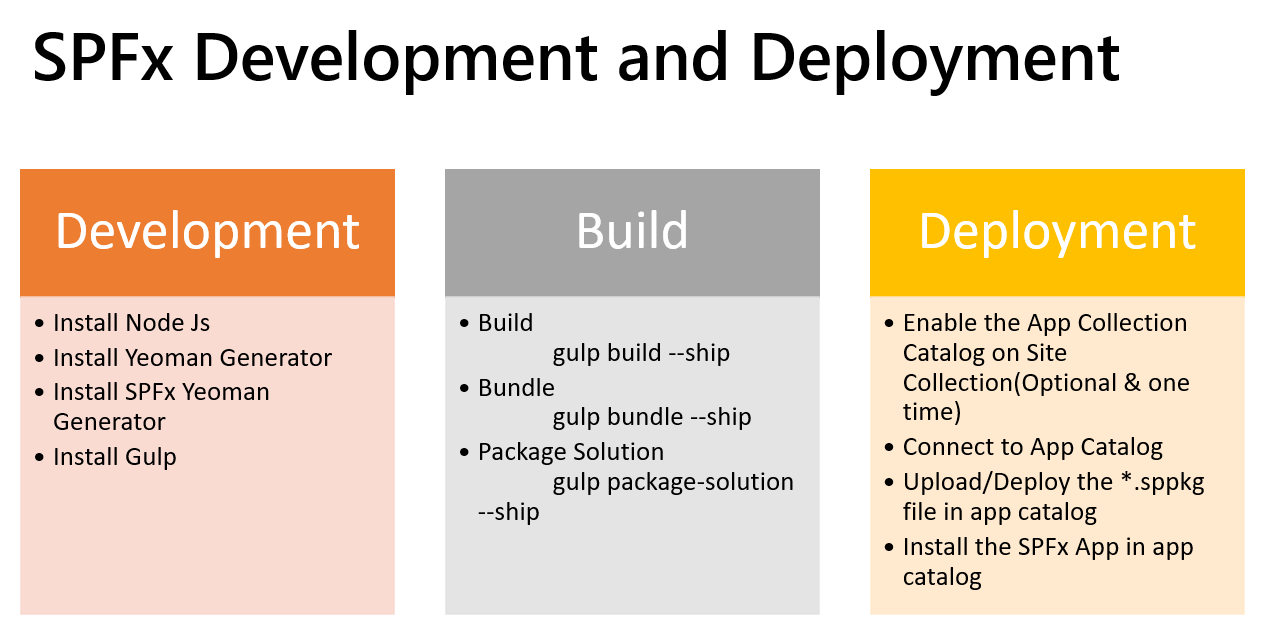 SPFx Development and Deployment
Development
• Install Node Js
• Install Yeoman Generator
• Install SPFx Yeoman
Generator
• Install Gulp
Build
• Build
gulp build --ship
• Bundle
gulp bundle --ship
• Package Solution
gulp package-solution
--ship
Deployment
• Enable the App Collection
Catalog on Site
Collection(Optional & one
time)
• Connect to App Catalog
• Upload/Deploy the *.sppkg
file in app catalog
• Install the SPFx App in app
catalog